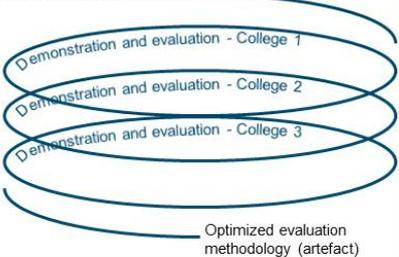 Demonstration and evaluation - College 1
Demonstration and evaluation - College 2
Demonstration and evaluation - College 3
Optimized evaluation
methodology (artefact)